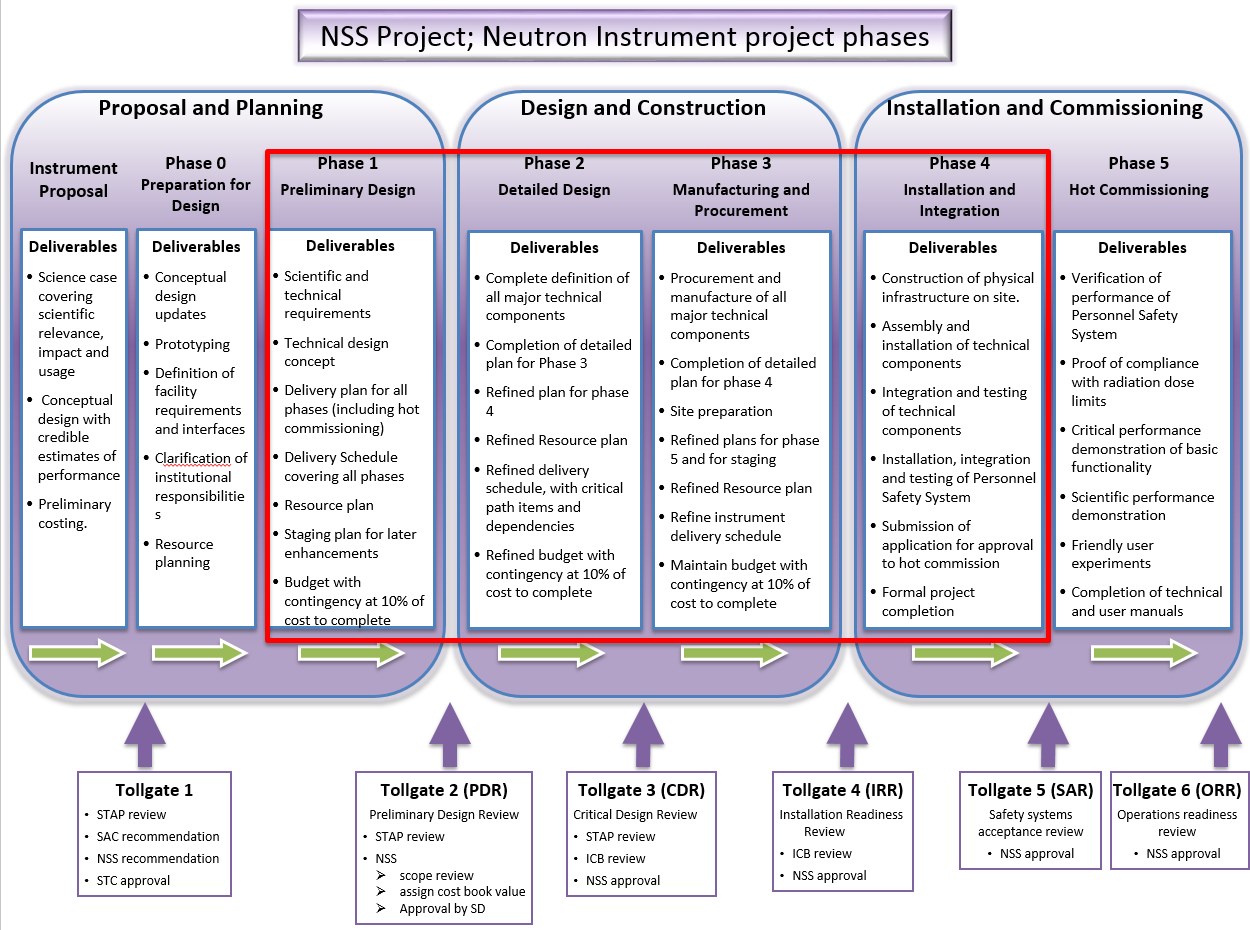 NSS Project; Neutron Instrument project phases
Proposal and Planning
Instrument
Proposal
Deliverables
• Science case
covering
scientific
relevance,
impact and
usage
• Conceptual
design with
credible
estimates of
performance
• Preliminary
costing.
Phase 0
Preparation for
Design
Deliverables
• Conceptual
design
updates
• Prototyping
• Definition of
facility
requirements
and interfaces
• Clarification of
institutional
responsibilitie
s
• Resource
planning
Phase 1
Preliminary Design
Deliverables
• Scientific and
technical
requirements
• Technical design
concept
• Delivery plan for all
phases (including hot
commissioning)
• Delivery Schedule
covering all phases
• Resource plan
• Staging plan for later
enhancements
• Budget with
contingency at 10% of
cost to complete
Design and Construction
Phase 2
Detailed Design
Deliverables
• Complete definition of
all major technical
components
• Completion of detailed
plan for Phase 3
• Refined plan for phase
4
• Refined Resource plan
• Refined delivery
schedule, with critical
path items and
dependencies
• Refined budget with
contingency at 10% of
cost to complete
Phase 3
Manufacturing and
Procurement
Deliverables
• Procurement and
manufacture of all
major technical
components
• Completion of detailed
plan for phase 4
• Site preparation
• Refined plans for phase
5 and for staging
• Refined Resource plan
• Refine instrument
delivery schedule
• Maintain budget with
contingency at 10% of
cost to complete
Installation and Commissioning
Phase 4
Installation and
Integration
Deliverables
• Construction of physical
infrastructure on site.
• Assembly and
installation of technical
components
• Integration and testing
of technical
components
• Installation, integration
and testing of Personnel
Safety System
• Submission of
application for approval
to hot commission
• Formal project
completion
Phase 5
Hot Commissioning
Deliverables
• Verification of
performance of
Personnel Safety
System
• Proof of compliance
with radiation dose
limits
• Critical performance
demonstration of basic
functionality
• Scientific performance
demonstration
• Friendly user
experiments
• Completion of technical
and user manuals
Tollgate 1
• STAP review
• SAC recommendation
• NSS recommendation
• STC approval
Tollgate 2 (PDR)
Preliminary Design Review
• STAP review
• NSS
➢ scope review
➢ assign cost book value
➢ Approval by SD
Tollgate 3 (CDR)
Critical Design Review
• STAP review
• ICB review
• NSS approval
Tollgate 4 (IRR)
Installation Readiness
Review
• ICB review
• NSS approval
Tollgate 5 (SAR)
Safety systems
acceptance review
• NSS approval
Tollgate 6 (ORR)
Operations readiness
review
• NSS approval